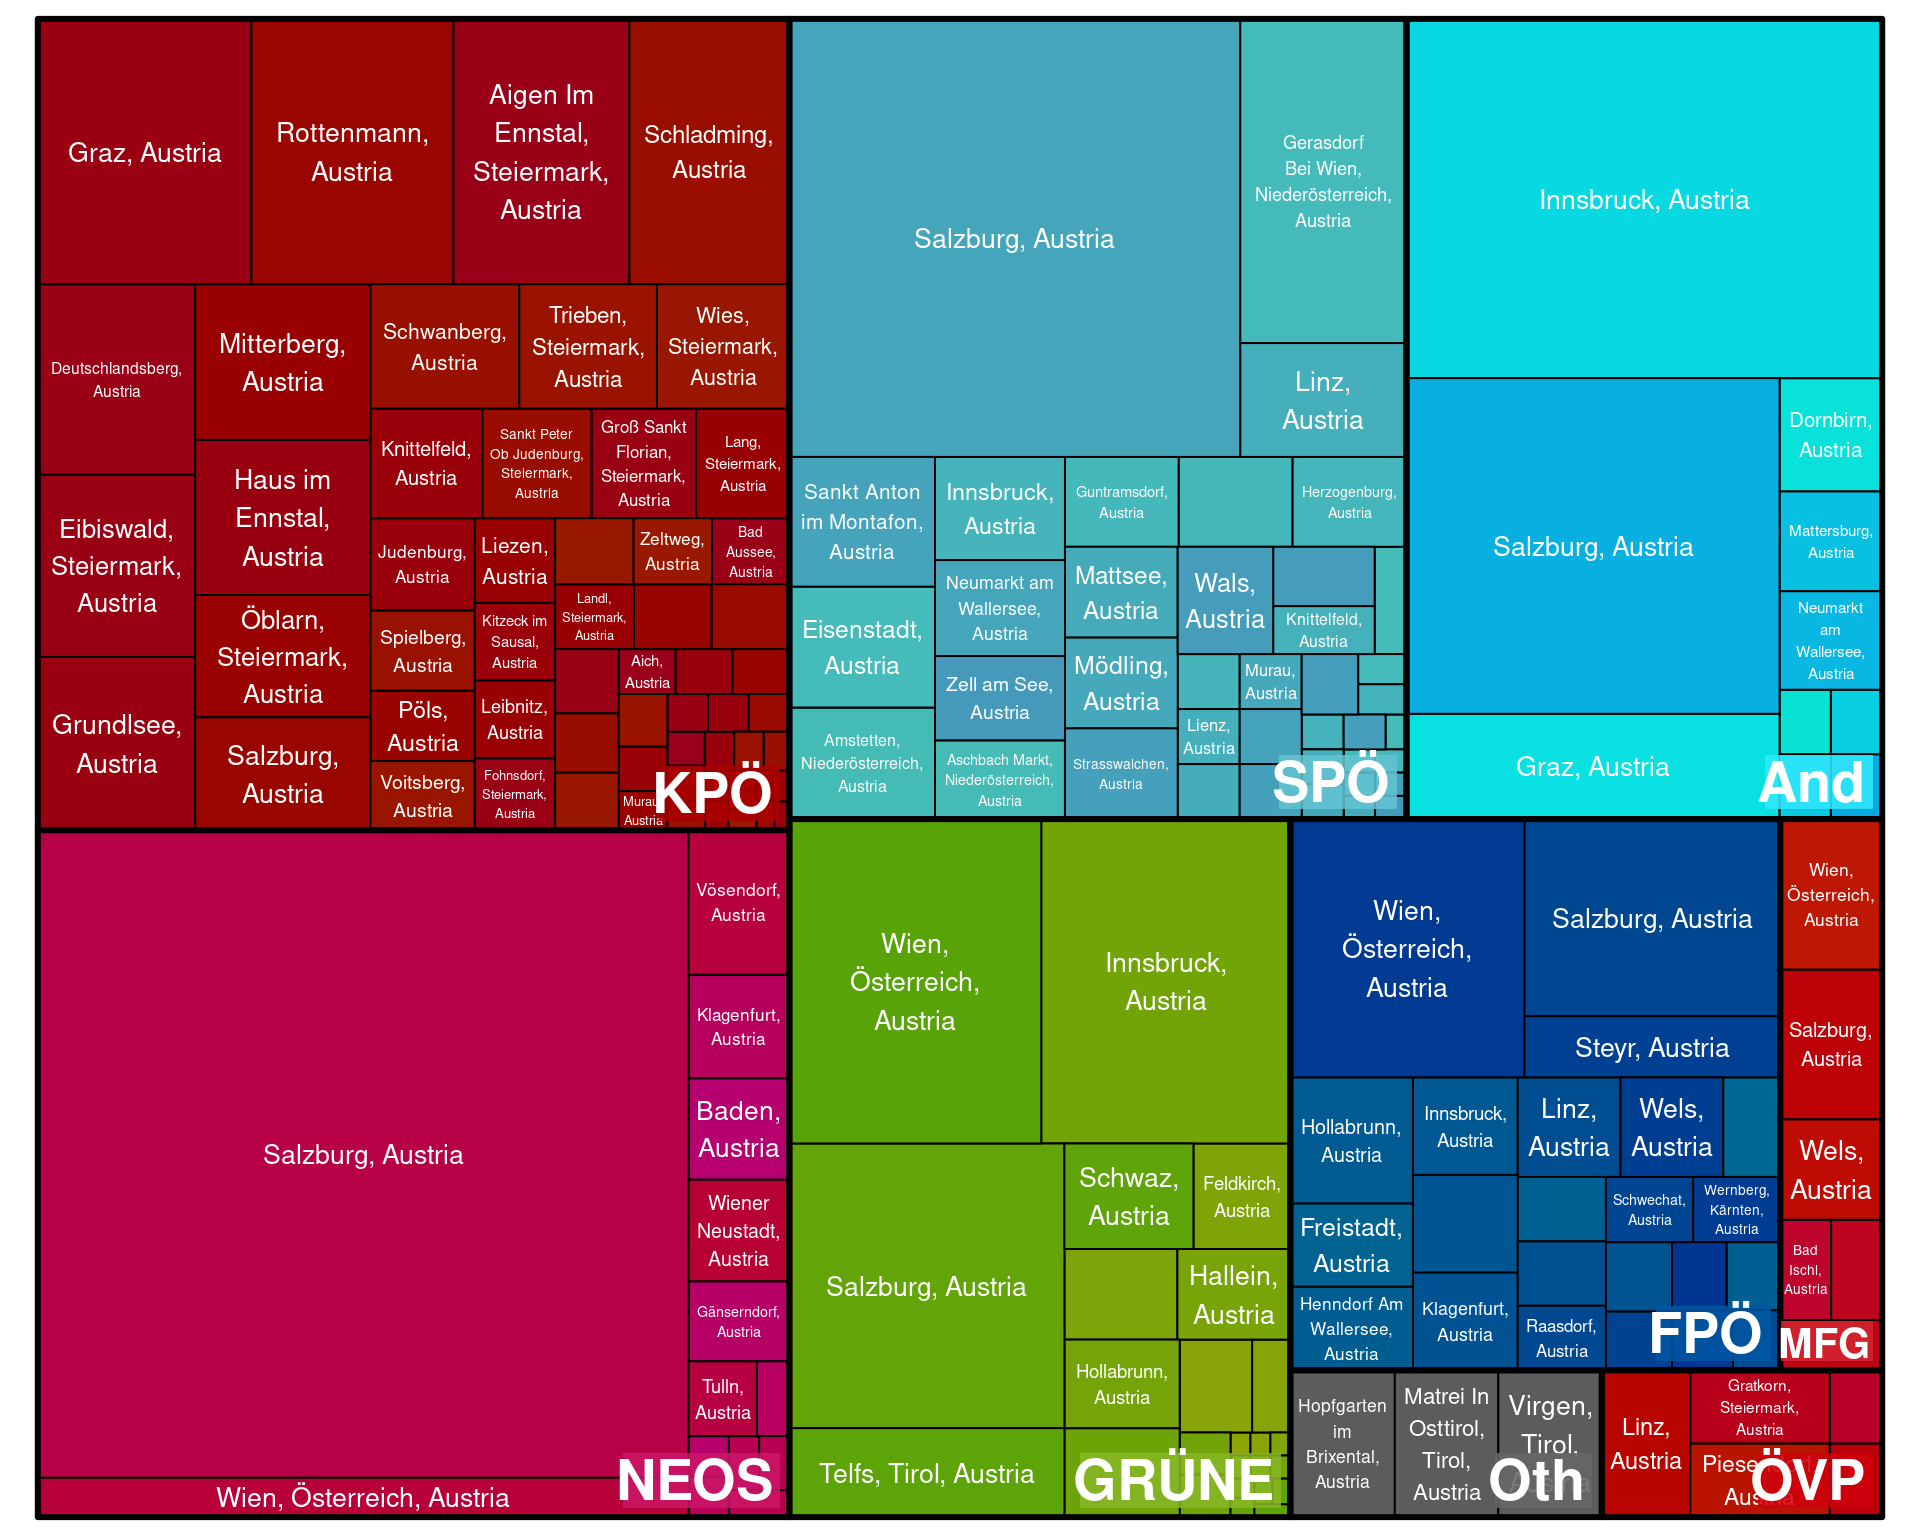 Graz, Austria
Rottenmann,
Austria
Aigen Im
Ennstal,
Steiermark,
Austria
Schladming,
Austria
Deutschlandsberg,
Austria
Mitterberg,
Austria
Schwanberg,
Austria
Trieben,
Steiermark,
Austria
Wies,
Steiermark,
Austria
Eibiswald,
Steiermark,
Austria
Haus im
Ennstal,
Austria
Knittelfeld,
Austria
Sankt Peter
Ob Judenburg,
Steiermark,
Austria
Groß Sankt
Florian,
Steiermark,
Austria
Lang,
Steiermark,
Austria
Judenburg,
Austria
Liezen,
Austria
Zeltweg,
Austria
Bad
Aussee,
Austria
Landl,
Steiermark,
Austria
Öblarn,
Steiermark,
Austria
Spielberg,
Austria
Kitzeck im
Sausal,
Austria
Aich,
Austria
Grundlsee,
Austria
Salzburg,
Austria
Pöls,
Austria
Leibnitz,
Austria
Voitsberg,
Austria
Fohnsdorf,
Steiermark,
Austria
Murau,
Austria
KPÖ
Salzburg, Austria
Gerasdorf
Bei Wien,
Niederösterreich,
Austria
Linz,
Austria
Sankt Anton
im Montafon,
Austria
Innsbruck,
Austria
Guntramsdorf,
Austria
Herzogenburg,
Austria
Neumarkt am
Wallersee,
Austria
Mattsee,
Austria
Wals,
Austria
Knittelfeld,
Austria
Eisenstadt,
Austria
Zell am See,
Austria
Mödling,
Austria
Murau,
Austria
Lienz,
Austria
Amstetten,
Niederösterreich,
Austria
Aschbach Markt,
Niederösterreich,
Austria
Strasswalchen,
Austria
SPÖ
Innsbruck, Austria
Salzburg, Austria
Dornbirn,
Austria
Mattersburg,
Austria
Neumarkt
am
Wallersee,
Austria
Graz, Austria
And
Salzburg, Austria
Vösendorf,
Austria
Klagenfurt,
Austria
Baden,
Austria
Wiener
Neustadt,
Austria
Gänserndorf,
Austria
Tulln,
Austria
Wien, Österreich, Austria
NEOS
Wien,
Österreich,
Austria
Innsbruck,
Austria
Salzburg, Austria
Schwaz,
Austria
Feldkirch,
Austria
Hallein,
Austria
Hollabrunn,
Austria
Telfs, Tirol, Austria
GRÜNE
Wien,
Österreich,
Austria
Salzburg, Austria
Steyr, Austria
Hollabrunn,
Austria
Innsbruck,
Austria
Linz,
Austria
Wels,
Austria
Freistadt,
Austria
Schwechat,
Austria
Wernberg,
Kärnten,
Austria
Henndorf Am
Wallersee,
Austria
Klagenfurt,
Austria
Raasdorf,
Austria
FPÖ
Wien,
Österreich,
Austria
Salzburg,
Austria
Wels,
Austria
Bad
Ischl,
Austria
MFG
Hopfgarten
im
Brixental,
Austria
Matrei In
Osttirol,
Tirol,
Austria
Virgen,
Tirol,
Austria
Oth
Linz,
Austria
Gratkorn,
Steiermark,
Austria
Piesendorf,
Austria
ÖVP